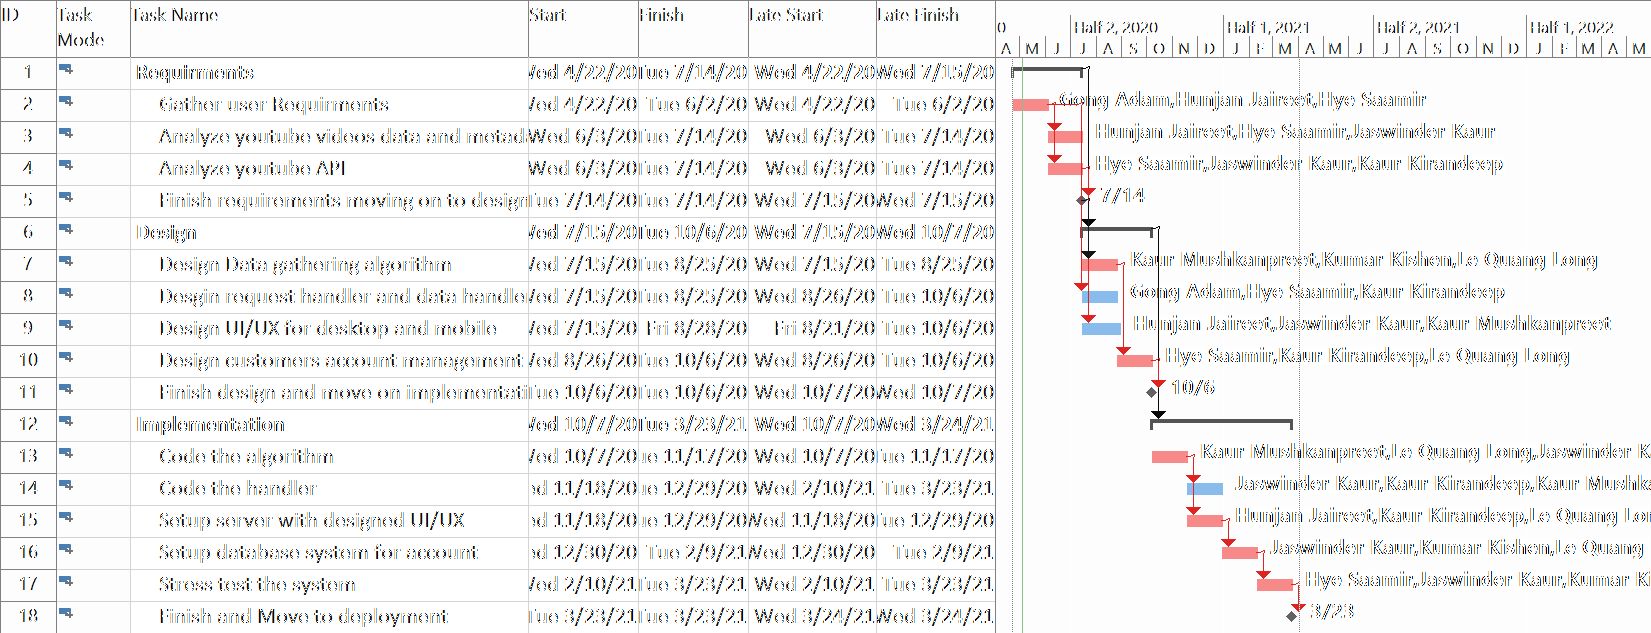 ID Task Mode Task Name Start Finish Late Start Late Finish
0 Half 2, 2020 Half 1, 2021 Half 2, 2021 Half 1, 2022
A M J J A S O N D J F M A M J J A S O N D J F M A M
1 Requirments Wed 4/22/20 Tue 7/14/20 Wed 4/22/20 Wed 7/15/20
2 Gather user Requirments Wed 4/22/20 Tue 6/2/20 Wed 4/22/20 Tue 6/2/20 Gong Adam,Hunjan Jaireet,Hye Saamir
3 Analyze youtube videos data and metad Wed 6/3/20 Tue 7/14/20 Wed 6/3/20 Tue 7/14/20 Hunjan Jaireet,Hye Saamir,Jaswinder Kaur
4 Analyze youtube API Wed 6/3/20 Tue 7/14/20 Wed 6/3/20 Tue 7/14/20 Hye Saamir,Jaswinder Kaur,Kaur Kirandeep
5 Finish requirements moving on to design Tue 7/14/20 Tue 7/14/20 Wed 7/15/20 Wed 7/15/20 7/14
6 Design Wed 7/15/20 Tue 10/6/20 Wed 7/15/20 Wed 10/7/20
7 Design Data gathering algorithm Wed 7/15/20 Tue 8/25/20 Wed 7/15/20 Tue 8/25/20 Kaur Mushkanpreet,Kumar Kishen,Le Quang Long
8 Desgin request handler and data handle Wed 7/15/20 Tue 8/25/20 Wed 8/26/20 Tue 10/6/20 Gong Adam,Hye Saamir,Kaur Kirandeep
9 Design UI/UX for desktop and mobile Wed 7/15/20 Fri 8/28/20 Fri 8/21/20 Tue 10/6/20 Hunjan Jaireet,Jaswinder Kaur,Kaur Mushkanpreet
10 Design customers account management Wed 8/26/20 Tue 10/6/20 Wed 8/26/20 Tue 10/6/20 Hye Saamir,Kaur Kirandeep,Le Quang Long
11 Finish design and move on implementati Tue 10/6/20 Tue 10/6/20 Wed 10/7/20 Wed 10/7/20 10/6
12 Implementation Wed 10/7/20 Tue 3/23/21 Wed 10/7/20 Wed 3/24/21
13 Code the algorithm Wed 10/7/20 ue 11/17/20 Wed 10/7/20 ue 11/17/20 Kaur Mushkanpreet,Le Quang Long,Jaswinder K
14 Code the handler ed 11/18/20 ue 12/29/20 Wed 2/10/21 Tue 3/23/21 Jaswinder Kaur,Kaur Kirandeep,Kaur Mushka
15 Setup server with designed UI/UX ed 11/18/20 ue 12/29/20 Wed 11/18/20 Tue 12/29/20 Hunjan Jaireet,Kaur Kirandeep,Le Quang Lon
16 Setup database system for account ed 12/30/20 Tue 2/9/21 Wed 12/30/20 Tue 2/9/21 Jaswinder Kaur,Kumar Kishen,Le Quang
17 Stress test the system Wed 2/10/21 Tue 3/23/21 Wed 2/10/21 Tue 3/23/21 Hye Saamir,Jaswinder Kaur,Kumar Ki
18 Finish and Move to deployment Tue 3/23/21 Tue 3/23/21 Wed 3/24/21 Wed 3/24/21 3/23